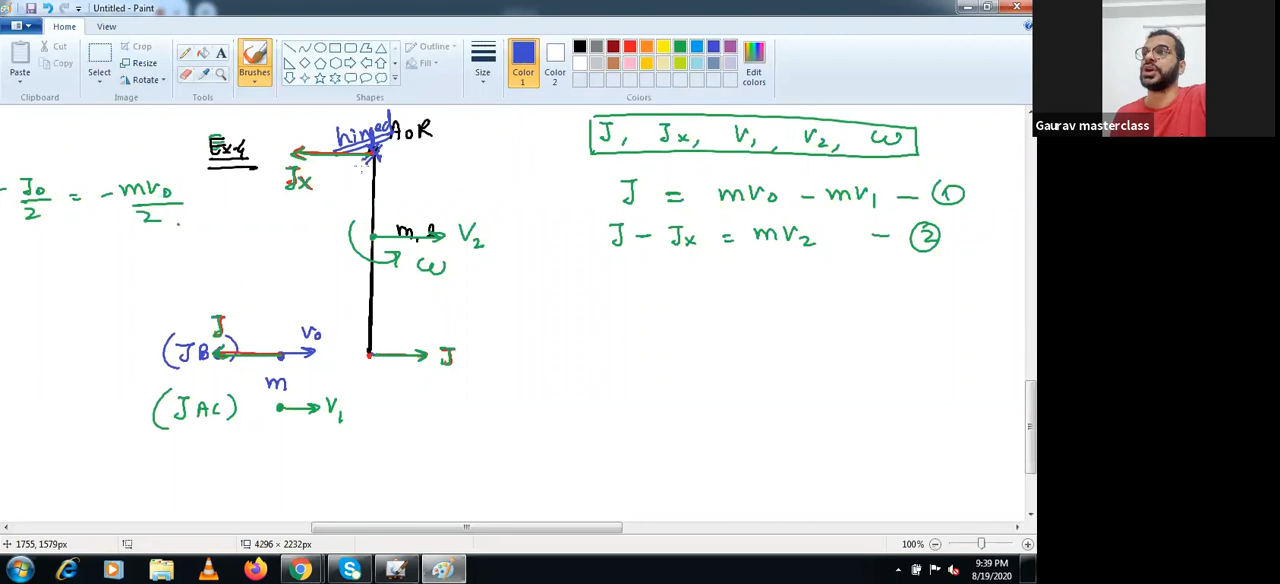 Untitled - Paint
Home View
Paste
Cut
Copy
Clipboard
Select
Crop
Resize
Rotate
Image
A
Tools
Brushes
Outline
Fill
Shapes
Size
Color 1
Color 2
Edit colors
Colors
Ex4
hinged
AOR
Jx
J0/2 = -mv0/2 .
m, l
V2
ω
J
v0
(JBC)
J
m
(JAC)
V1
J, Jx, V1, V2, ω
J = mv0 - mv1 - ①
J - Jx = mv2 - ②
Gaurav masterclass
1755, 1579px
4296 × 2232px
100%
9:39 PM
8/19/2020